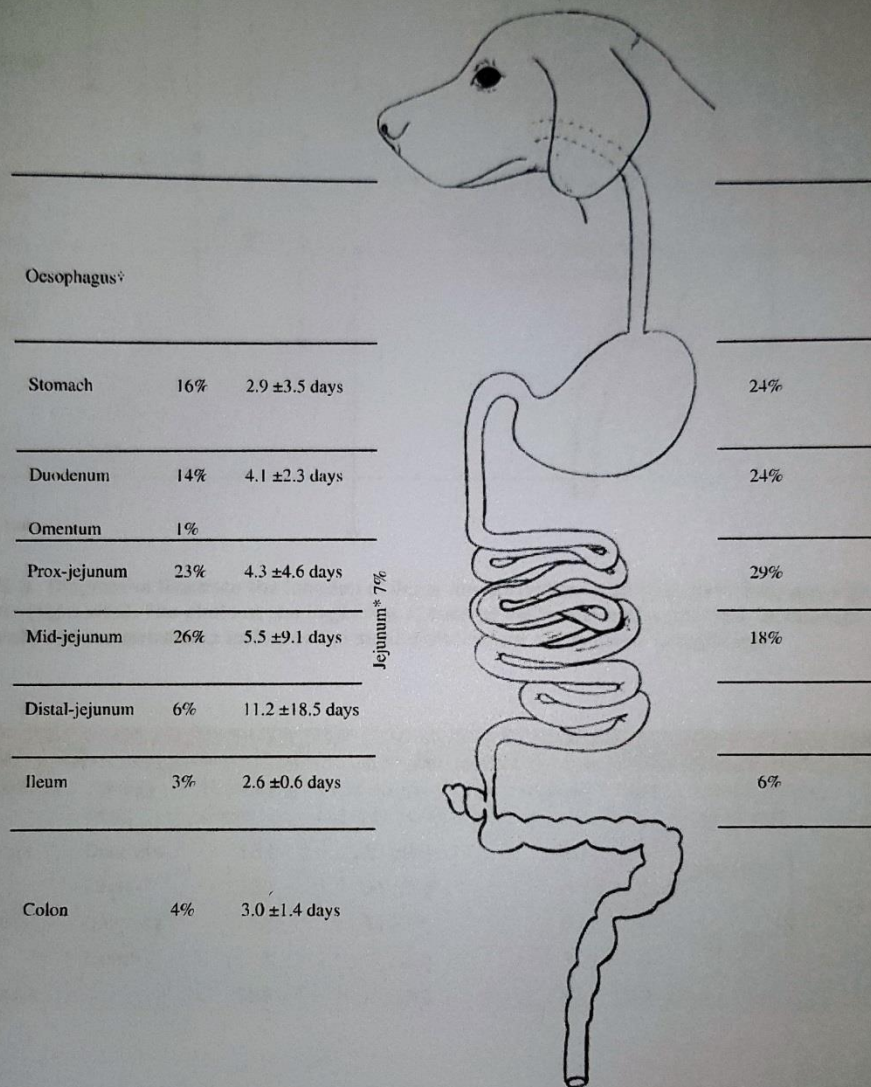 Oesophagus
Stomach 16% 2.9 ±3.5 days 24%
Duodenum 14% 4.1 ±2.3 days 24%
Omentum 1%
Prox-jejunum 23% 4.3 ±4.6 days 29%
Jejunum* 7%
Mid-jejunum 26% 5.5 ±9.1 days 18%
Distal-jejunum 6% 11.2 ±18.5 days
Ileum 3% 2.6 ±0.6 days 6%
Colon 4% 3.0 ±1.4 days